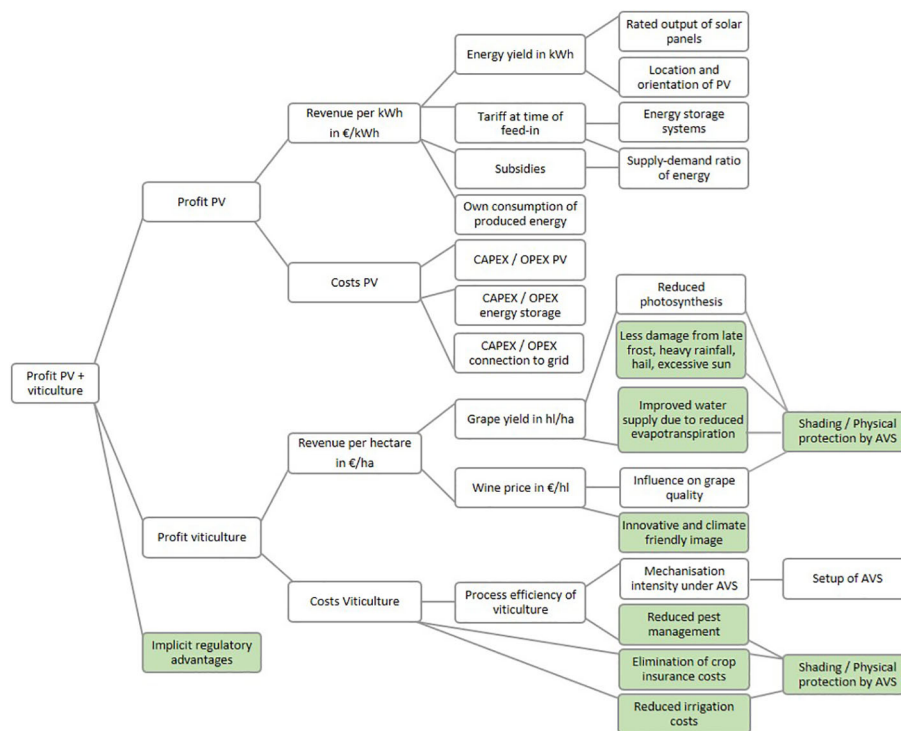 Rated output of solar
panels
Energy yield in kWh
Location and
orientation of PV
Revenue per kWh
in €/kWh
Tariff at time of
feed-in
Energy storage
systems
Subsidies
Supply-demand ratio
of energy
Profit PV
Own consumption of
produced energy
Costs PV
CAPEX / OPEX PV
CAPEX / OPEX
energy storage
CAPEX / OPEX
connection to grid
Reduced
photosynthesis
Less damage from late
frost, heavy rainfall,
hail, excessive sun
Profit PV +
viticulture
Grape yield in hl/ha
Improved water
supply due to reduced
evapotranspiration
Shading / Physical
protection by AVS
Revenue per hectare
in €/ha
Wine price in €/hl
Influence on grape
quality
Innovative and climate
friendly image
Profit viticulture
Mechanisation
intensity under AVS
Setup of AVS
Costs Viticulture
Process efficiency of
viticulture
Reduced pest
management
Implicit regulatory
advantages
Elimination of crop
insurance costs
Shading / Physical
protection by AVS
Reduced irrigation
costs